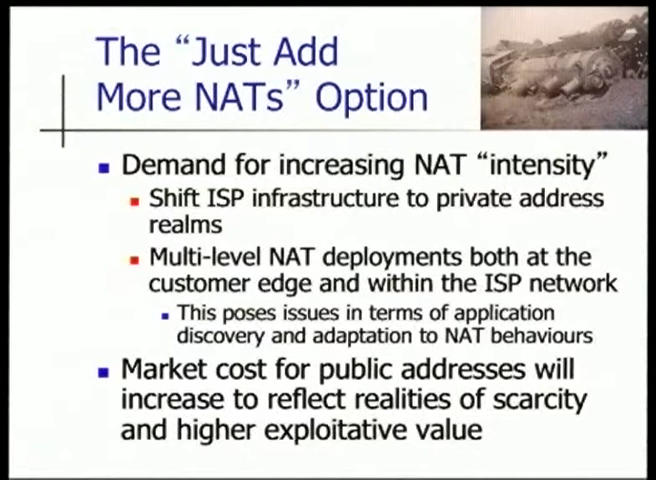 The “Just Add
More NATs” Option
Demand for increasing NAT “intensity”
Shift ISP infrastructure to private address
realms
Multi-level NAT deployments both at the
customer edge and within the ISP network
This poses issues in terms of application
discovery and adaptation to NAT behaviours
Market cost for public addresses will
increase to reflect realities of scarcity
and higher exploitative value